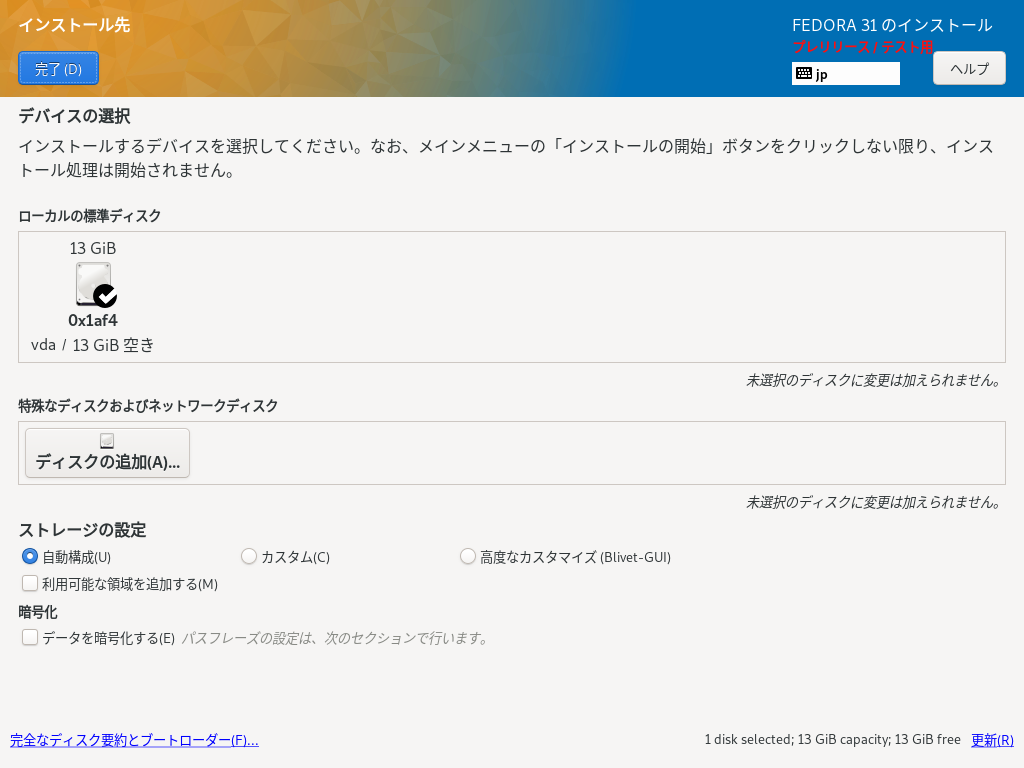 インストール先
FEDORA 31 のインストール
プレリリース / テスト用
完了 (D)
jp
ヘルプ
デバイスの選択
インストールするデバイスを選択してください。なお、メインメニューの「インストールの開始」ボタンをクリックしない限り、インス
トール処理は開始されません。
ローカルの標準ディスク
13 GiB
0x1af4
vda / 13 GiB 空き
未選択のディスクに変更は加えられません。
特殊なディスクおよびネットワークディスク
ディスクの追加(A)...
未選択のディスクに変更は加えられません。
ストレージの設定
自動構成(U) カスタム(C) 高度なカスタマイズ (Blivet-GUI)
利用可能な領域を追加する(M)
暗号化
データを暗号化する(E) パスフレーズの設定は、次のセクションで行います。
完全なディスク要約とブートローダー(F)... 1 disk selected; 13 GiB capacity; 13 GiB free 更新(R)